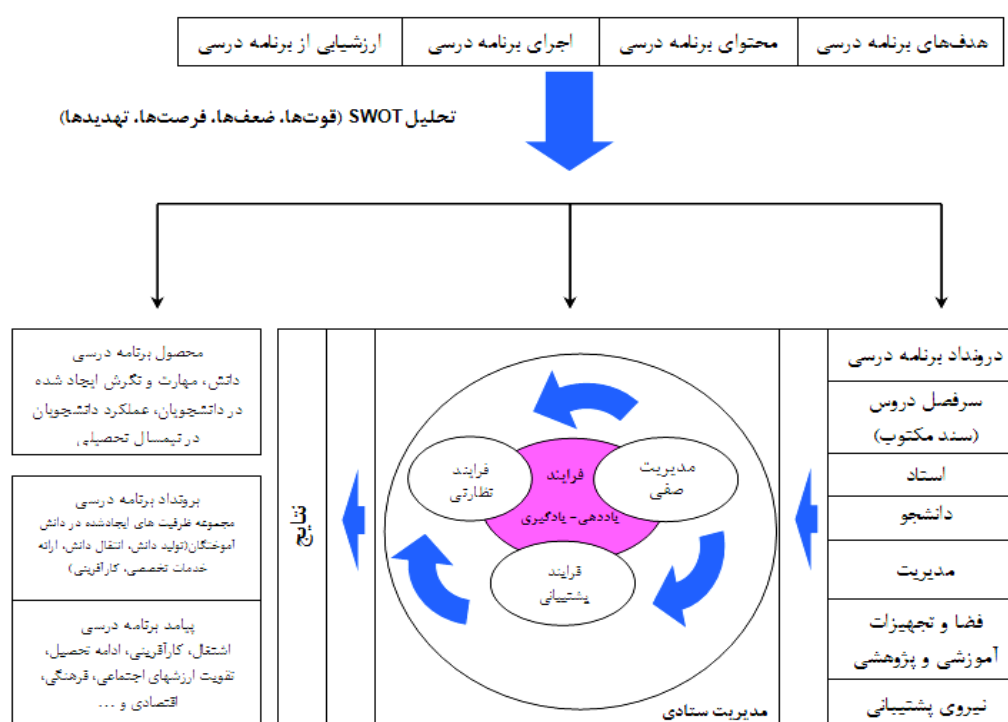 هدف‌های برنامه درسی
محتوای برنامه درسی
اجرای برنامه درسی
ارزشیابی از برنامه درسی
تحلیل SWOT (قوت‌ها، ضعف‌ها، فرصت‌ها، تهدیدها)
درونداد برنامه درسی
سرفصل دروس
(سند مکتوب)
استاد
دانشجو
مدیریت
فضا و تجهیزات
آموزشی و پژوهشی
نیروی پشتیبانی
مدیریت
صفی
فرایند
یاددهی- یادگیری
فرایند
نظارتی
فرایند
پشتیبانی
مدیریت ستادی
نتایج
محصول برنامه درسی
دانش، مهارت و نگرش ایجاد شده
در دانشجویان، عملکرد دانشجویان
در نیمسال تحصیلی
برونداد برنامه درسی
مجموعه ظرفیت های ایجادشده در دانش
آموختگان(تولید دانش، انتقال دانش، ارائه
خدمات تخصصی، کارآفرینی)
پیامد برنامه درسی
اشتغال، کارآفرینی، ادامه تحصیل،
تقویت ارزشهای اجتماعی، فرهنگی،
اقتصادی و ...